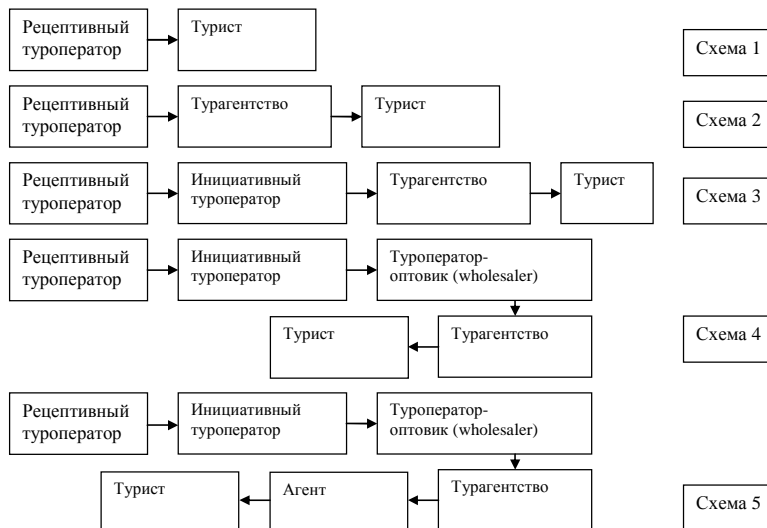 Рецептивный
туроператор
Турист
Схема 1
Рецептивный
туроператор
Турагентство
Турист
Схема 2
Рецептивный
туроператор
Инициативный
туроператор
Турагентство
Турист
Схема 3
Рецептивный
туроператор
Инициативный
туроператор
Туроператор-
оптовик (wholesaler)
Турист
Турагентство
Схема 4
Рецептивный
туроператор
Инициативный
туроператор
Туроператор-
оптовик (wholesaler)
Турист
Агент
Турагентство
Схема 5